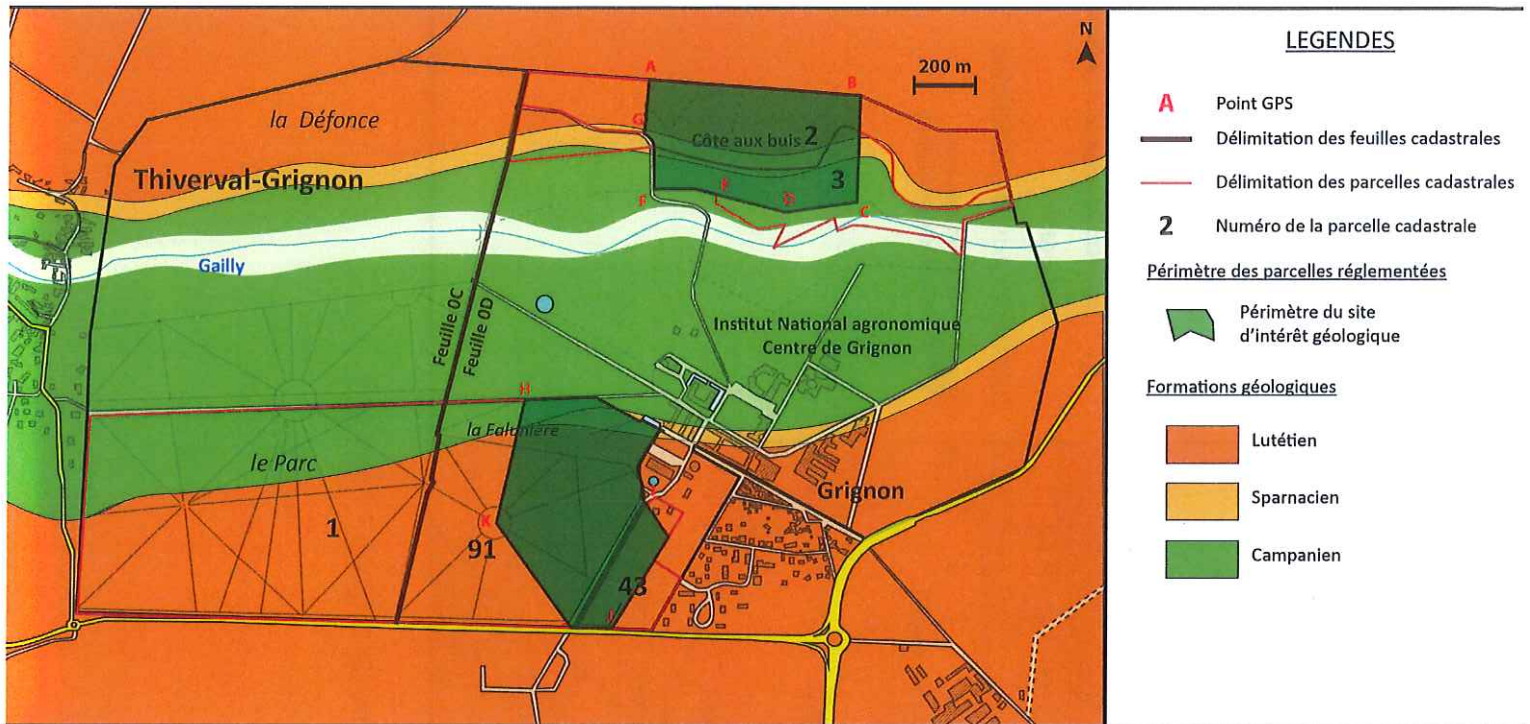 N
200 m
A
B
la Défonce
G
Côte aux buis 2
Thiverval-Grignon
3
F
E
D
C
Gailly
Feuille 0C
Feuille 0D
Institut National agronomique
Centre de Grignon
H
la Falunière
le Parc
Grignon
K
1
91
43
LEGENDES
A Point GPS
Délimitation des feuilles cadastrales
Délimitation des parcelles cadastrales
2 Numéro de la parcelle cadastrale
Périmètre des parcelles réglementées
Périmètre du site
d'intérêt géologique
Formations géologiques
Lutétien
Sparnacien
Campanien